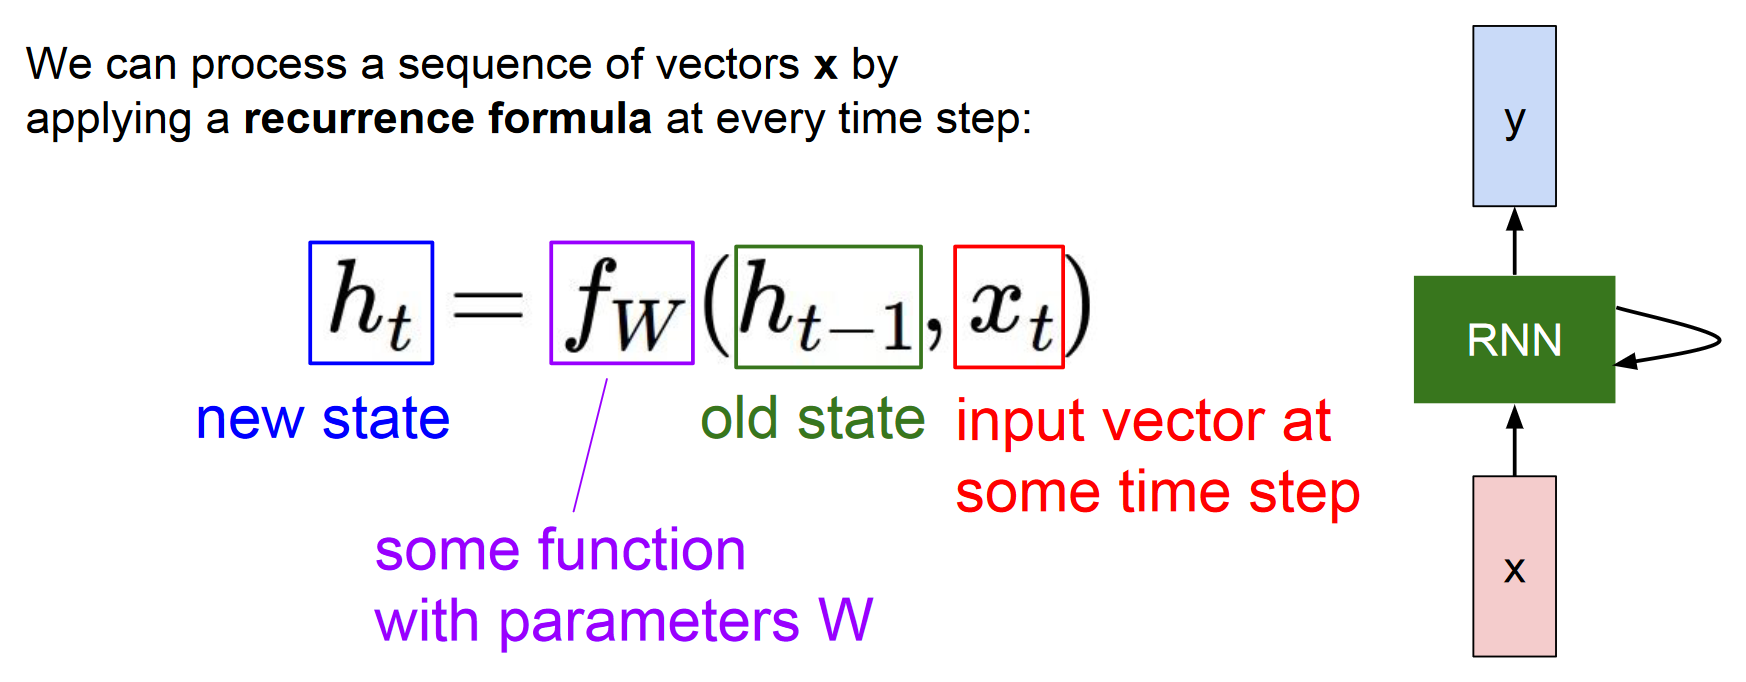 We can process a sequence of vectors x by
applying a recurrence formula at every time step:
h_t = f_W(h_{t-1}, x_t)
new state
old state
input vector at
some time step
some function
with parameters W
y
RNN
x